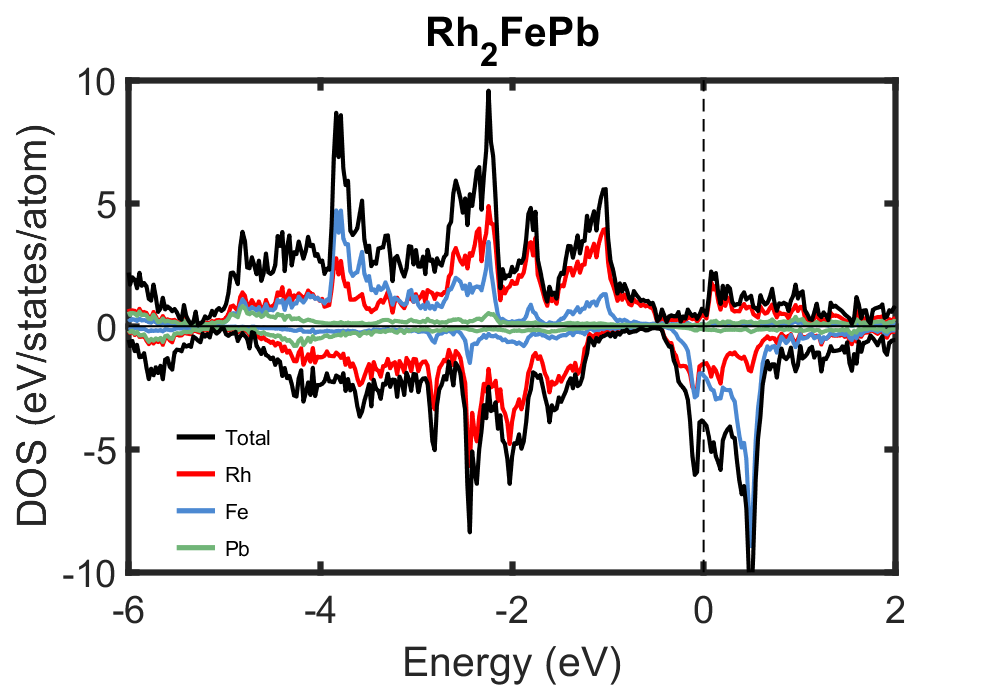 Rh₂FePb
10
5
0
-5
-10
DOS (eV/states/atom)
Total
Rh
Fe
Pb
-6 -4 -2 0 2
Energy (eV)